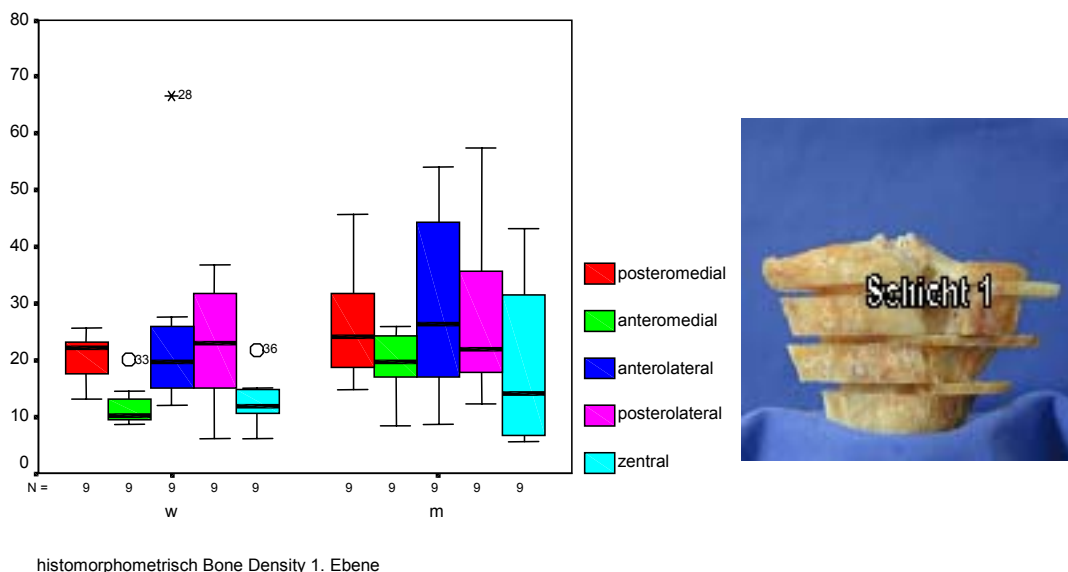 80
70
60
50
40
30
20
10
0
28
33
36
N = 9 9 9 9 9 9 9 9 9 9
w m
posteromedial
anteromedial
anterolateral
posterolateral
zentral
Schicht 1
histomorphometrisch Bone Density 1. Ebene